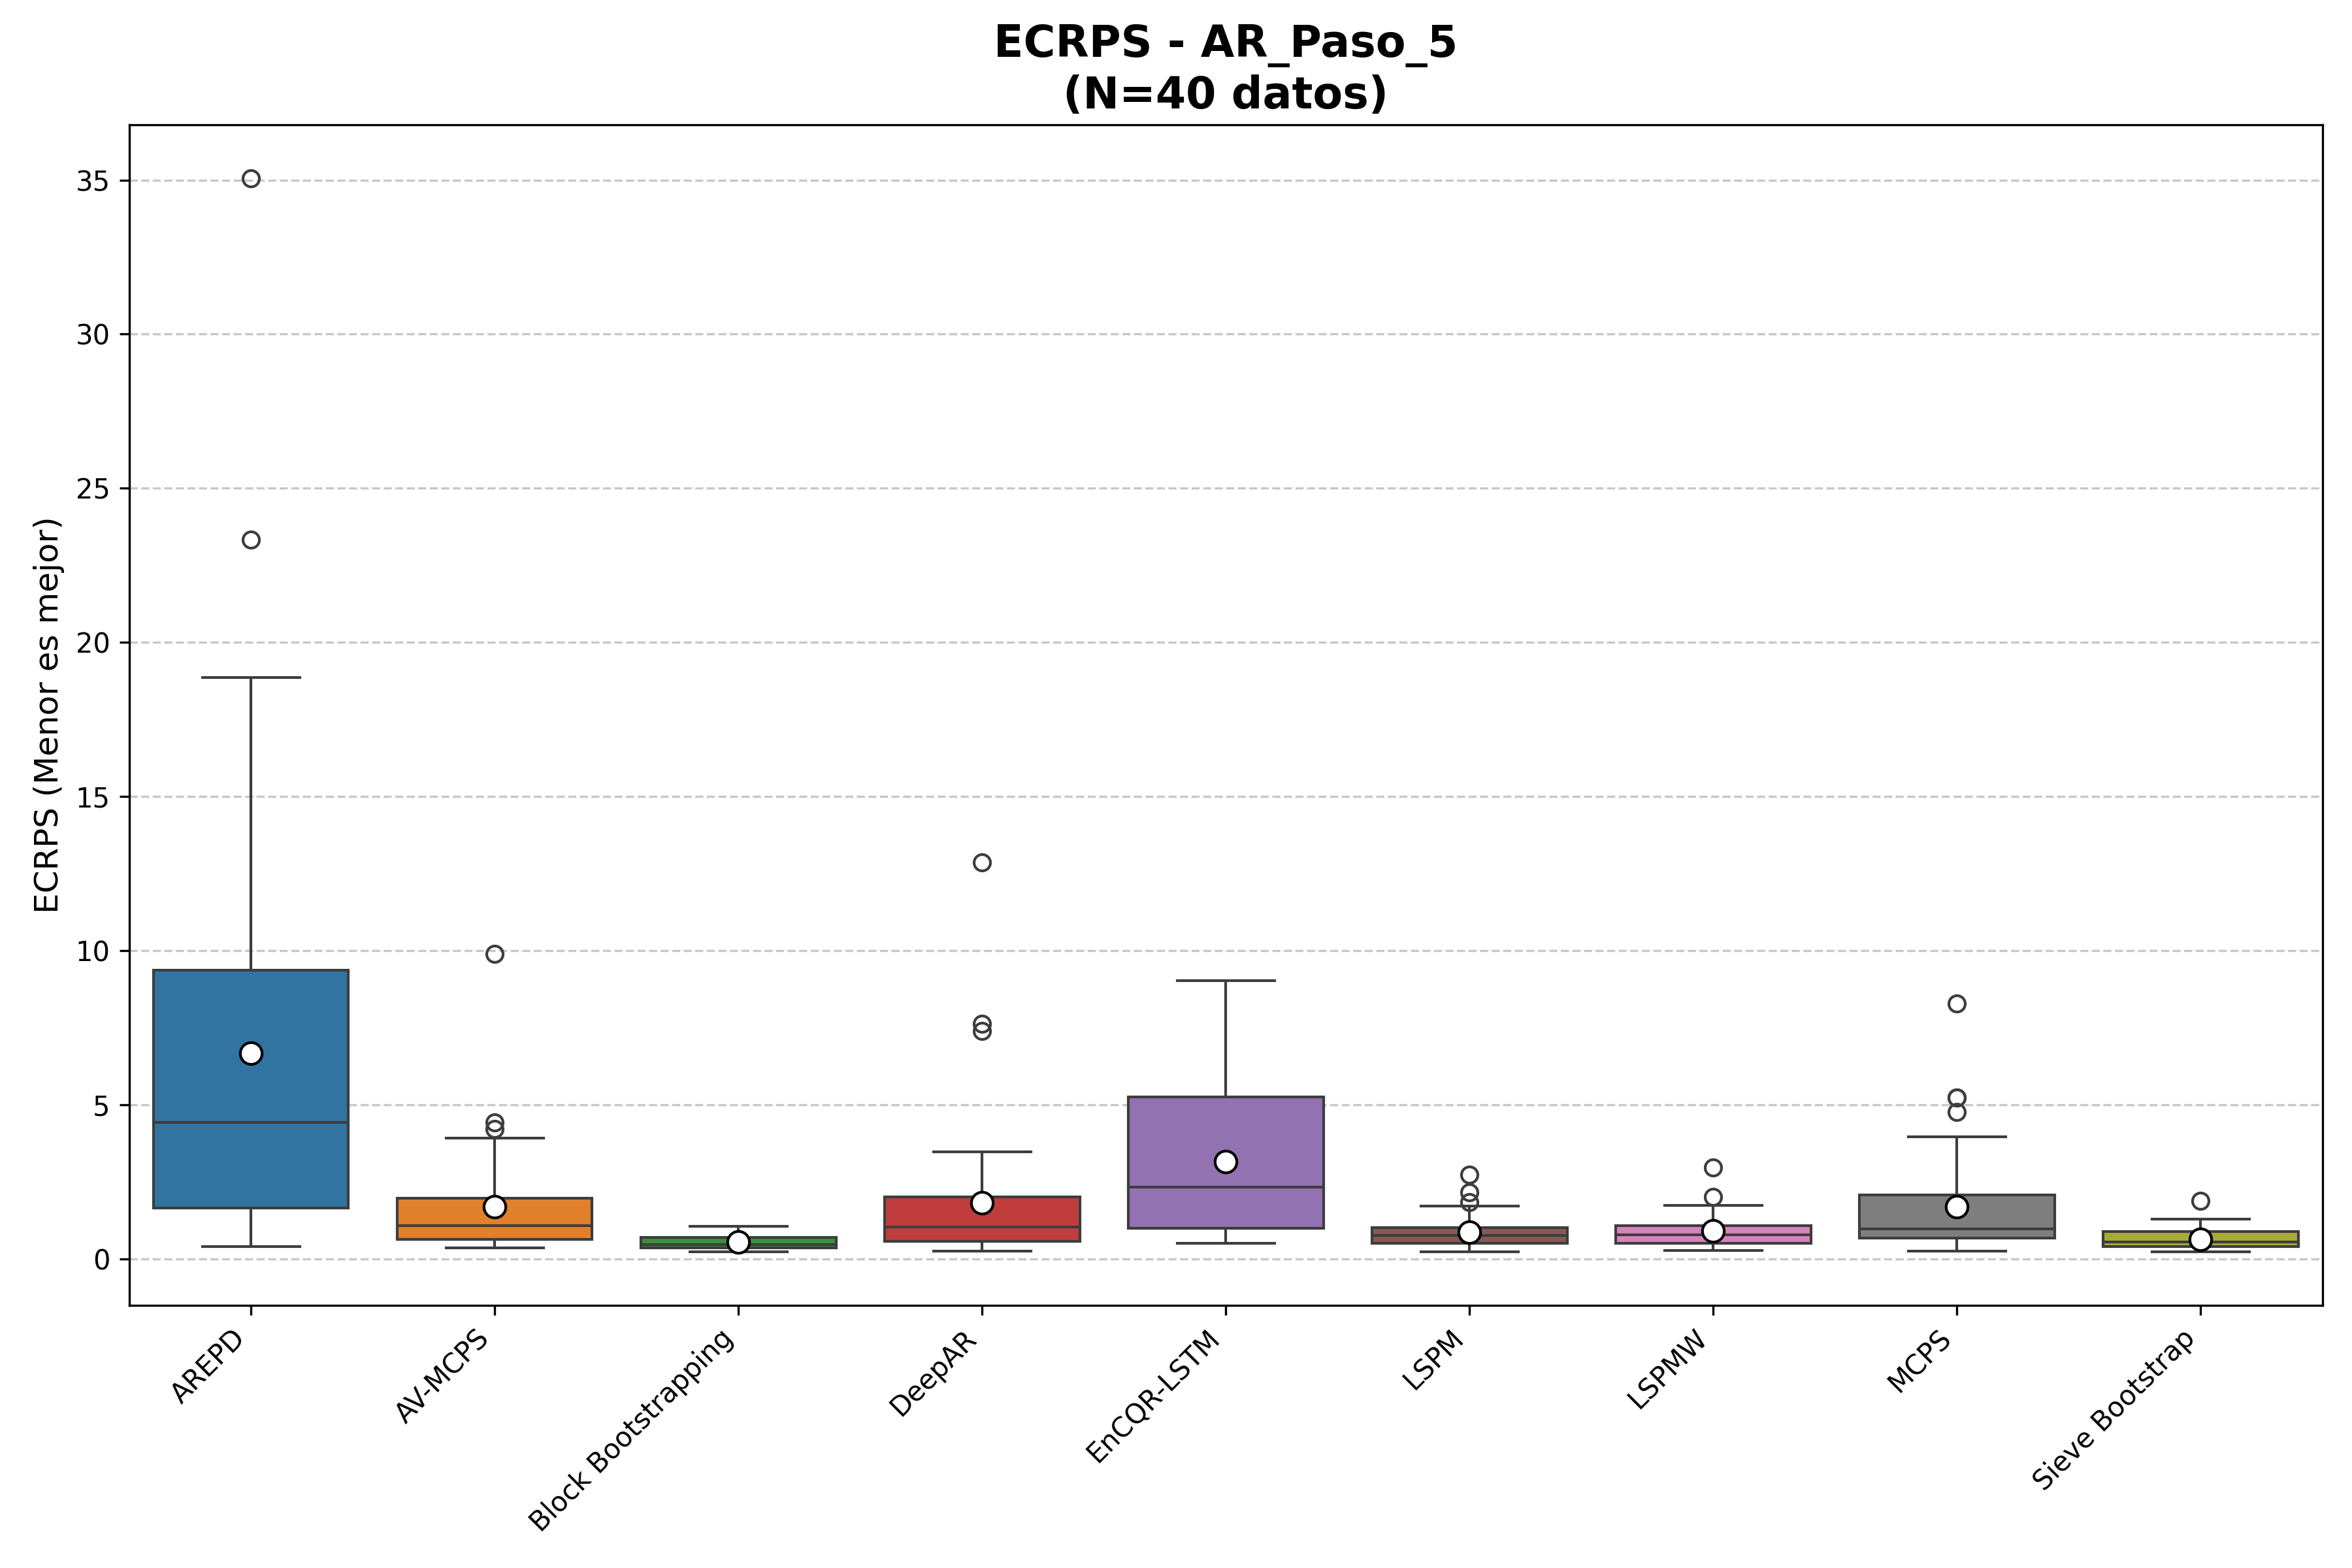 ECRPS - AR_Paso_5
(N=40 datos)
ECRPS (Menor es mejor)
35
30
25
20
15
10
5
0
AREPD
AV-MCPS
Block Bootstrapping
DeepAR
EnCQR-LSTM
LSPM
LSPMW
MCPS
Sieve Bootstrap